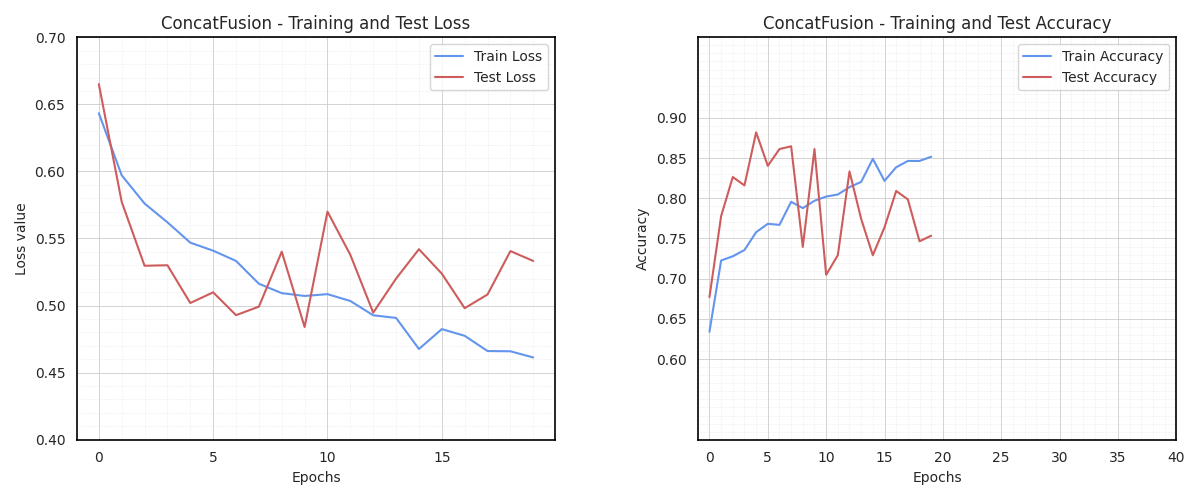 ConcatFusion - Training and Test Loss
Train Loss
Test Loss
Loss value
0.70
0.65
0.60
0.55
0.50
0.45
0.40
0
5
10
15
Epochs
ConcatFusion - Training and Test Accuracy
Train Accuracy
Test Accuracy
Accuracy
0.90
0.85
0.80
0.75
0.70
0.65
0.60
0
5
10
15
20
25
30
35
40
Epochs